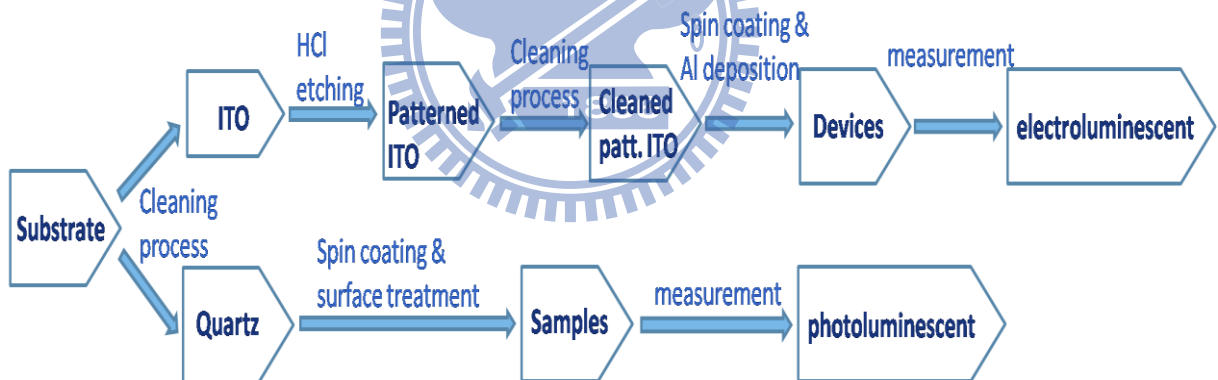 HCl
etching
Cleaning
process
Spin coating &
Al deposition
measurement
ITO
Patterned
ITO
Cleaned
patt. ITO
Devices
electroluminescent
Substrate
Cleaning
process
Spin coating &
surface treatment
measurement
Quartz
Samples
photoluminescent